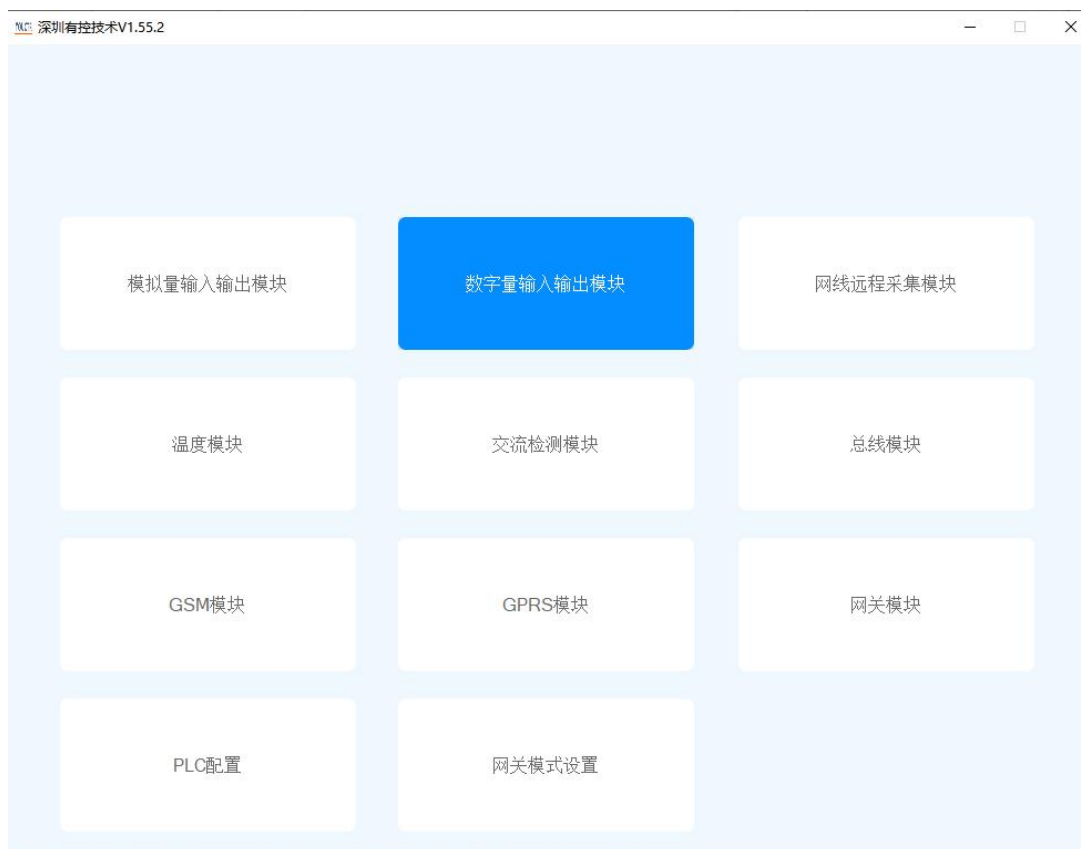 深圳有控技术V1.55.2
模拟量输入输出模块
数字量输入输出模块
网线远程采集模块
温度模块
交流检测模块
总线模块
GSM模块
GPRS模块
网关模块
PLC配置
网关模式设置